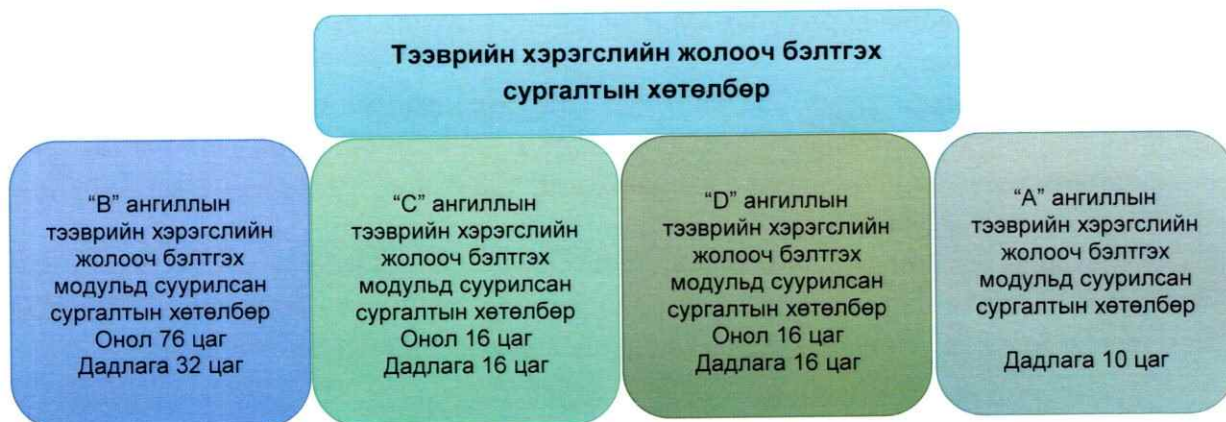 Тээврийн хэрэгслийн жолооч бэлтгэх
сургалтын хөтөлбөр
“B” ангиллын
тээврийн хэрэгслийн
жолооч бэлтгэх
модульд суурилсан
сургалтын хөтөлбөр
Онол 76 цаг
Дадлага 32 цаг
“C” ангиллын
тээврийн хэрэгслийн
жолооч бэлтгэх
модульд суурилсан
сургалтын хөтөлбөр
Онол 16 цаг
Дадлага 16 цаг
“D” ангиллын
тээврийн хэрэгслийн
жолооч бэлтгэх
модульд суурилсан
сургалтын хөтөлбөр
Онол 16 цаг
Дадлага 16 цаг
“A” ангиллын
тээврийн хэрэгслийн
жолооч бэлтгэх
модульд суурилсан
сургалтын хөтөлбөр
Дадлага 10 цаг